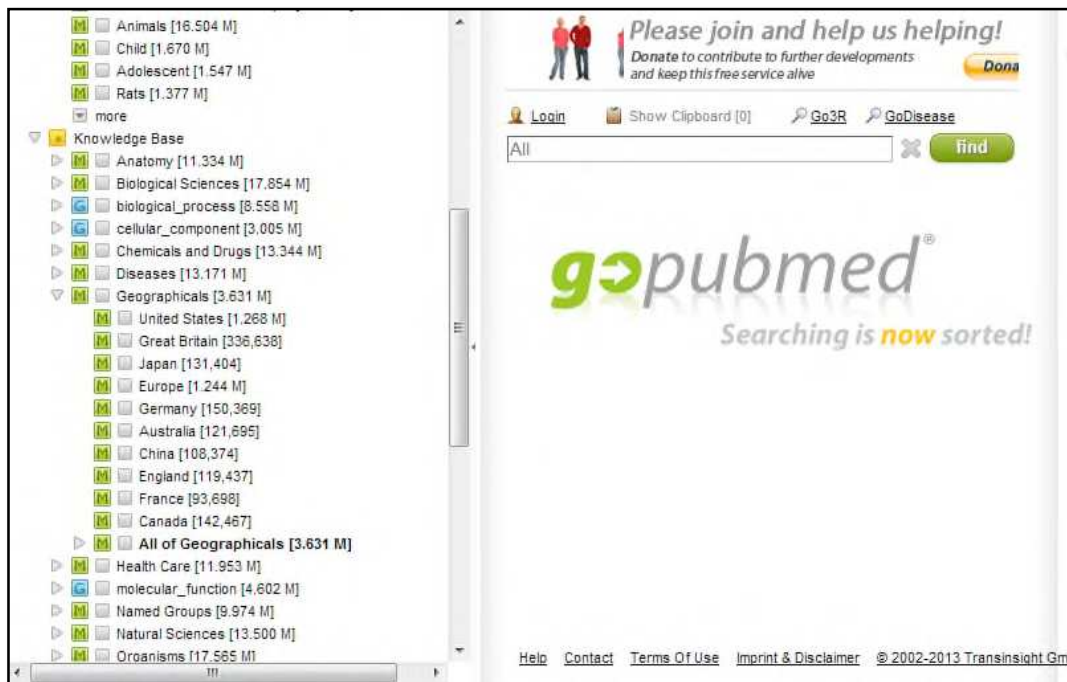 Animals [16.504 M]
Child [1.670 M]
Adolescent [1.547 M]
Rats [1.377 M]
more
Knowledge Base
Anatomy [11.334 M]
Biological Sciences [17.854 M]
biological_process [8.558 M]
cellular_component [3.005 M]
Chemicals and Drugs [13.344 M]
Diseases [13.171 M]
Geographicals [3.631 M]
United States [1.268 M]
Great Britain [336,638]
Japan [131,404]
Europe [1.244 M]
Germany [150,369]
Australia [121,695]
China [108,374]
England [119,437]
France [93,698]
Canada [142,467]
All of Geographicals [3.631 M]
Health Care [11.953 M]
molecular_function [4.602 M]
Named Groups [9.974 M]
Natural Sciences [13.500 M]
Organisms [17.565 M]
Please join and help us helping!
Donate to contribute to further developments
and keep this free service alive
Dona
Login Show Clipboard [0] Go3R GoDisease
All find
gopubmed®
Searching is now sorted!
Help Contact Terms Of Use Imprint & Disclaimer © 2002-2013 Transinsight Gm